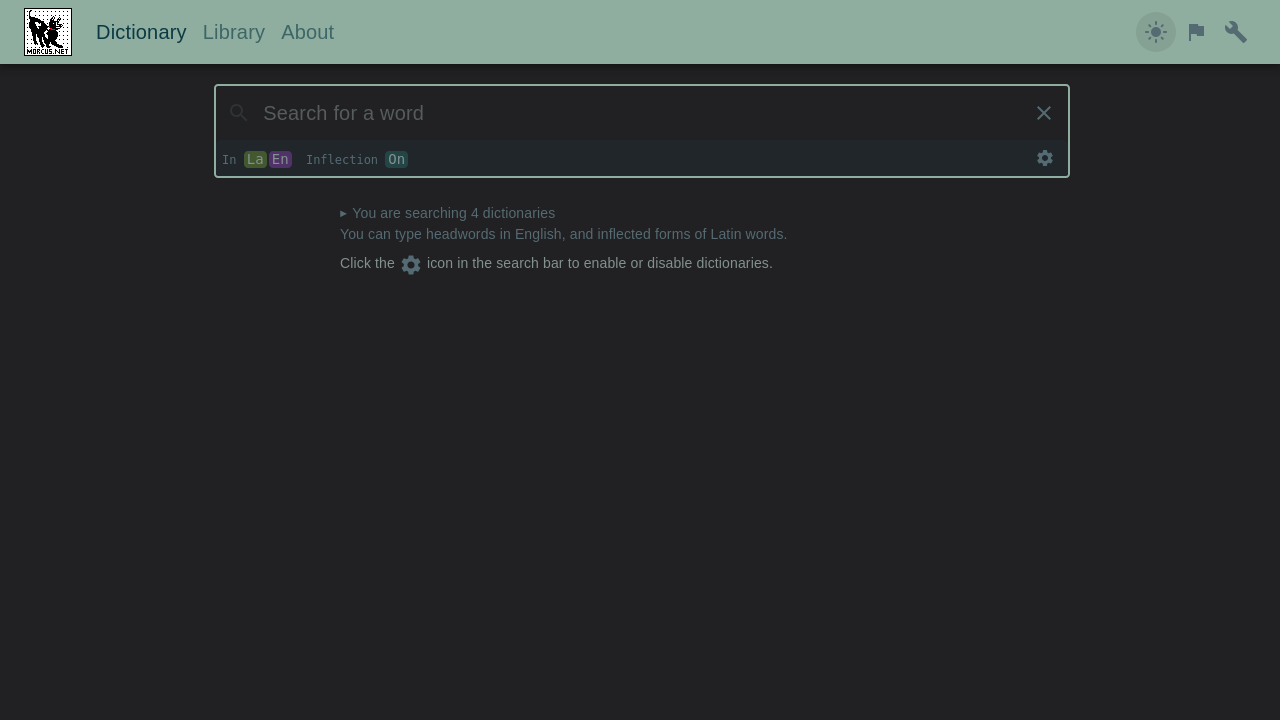 MORCUS.NET
Dictionary Library About
Search for a word
In La En Inflection On
▸ You are searching 4 dictionaries
You can type headwords in English, and inflected forms of Latin words.
Click the icon in the search bar to enable or disable dictionaries.